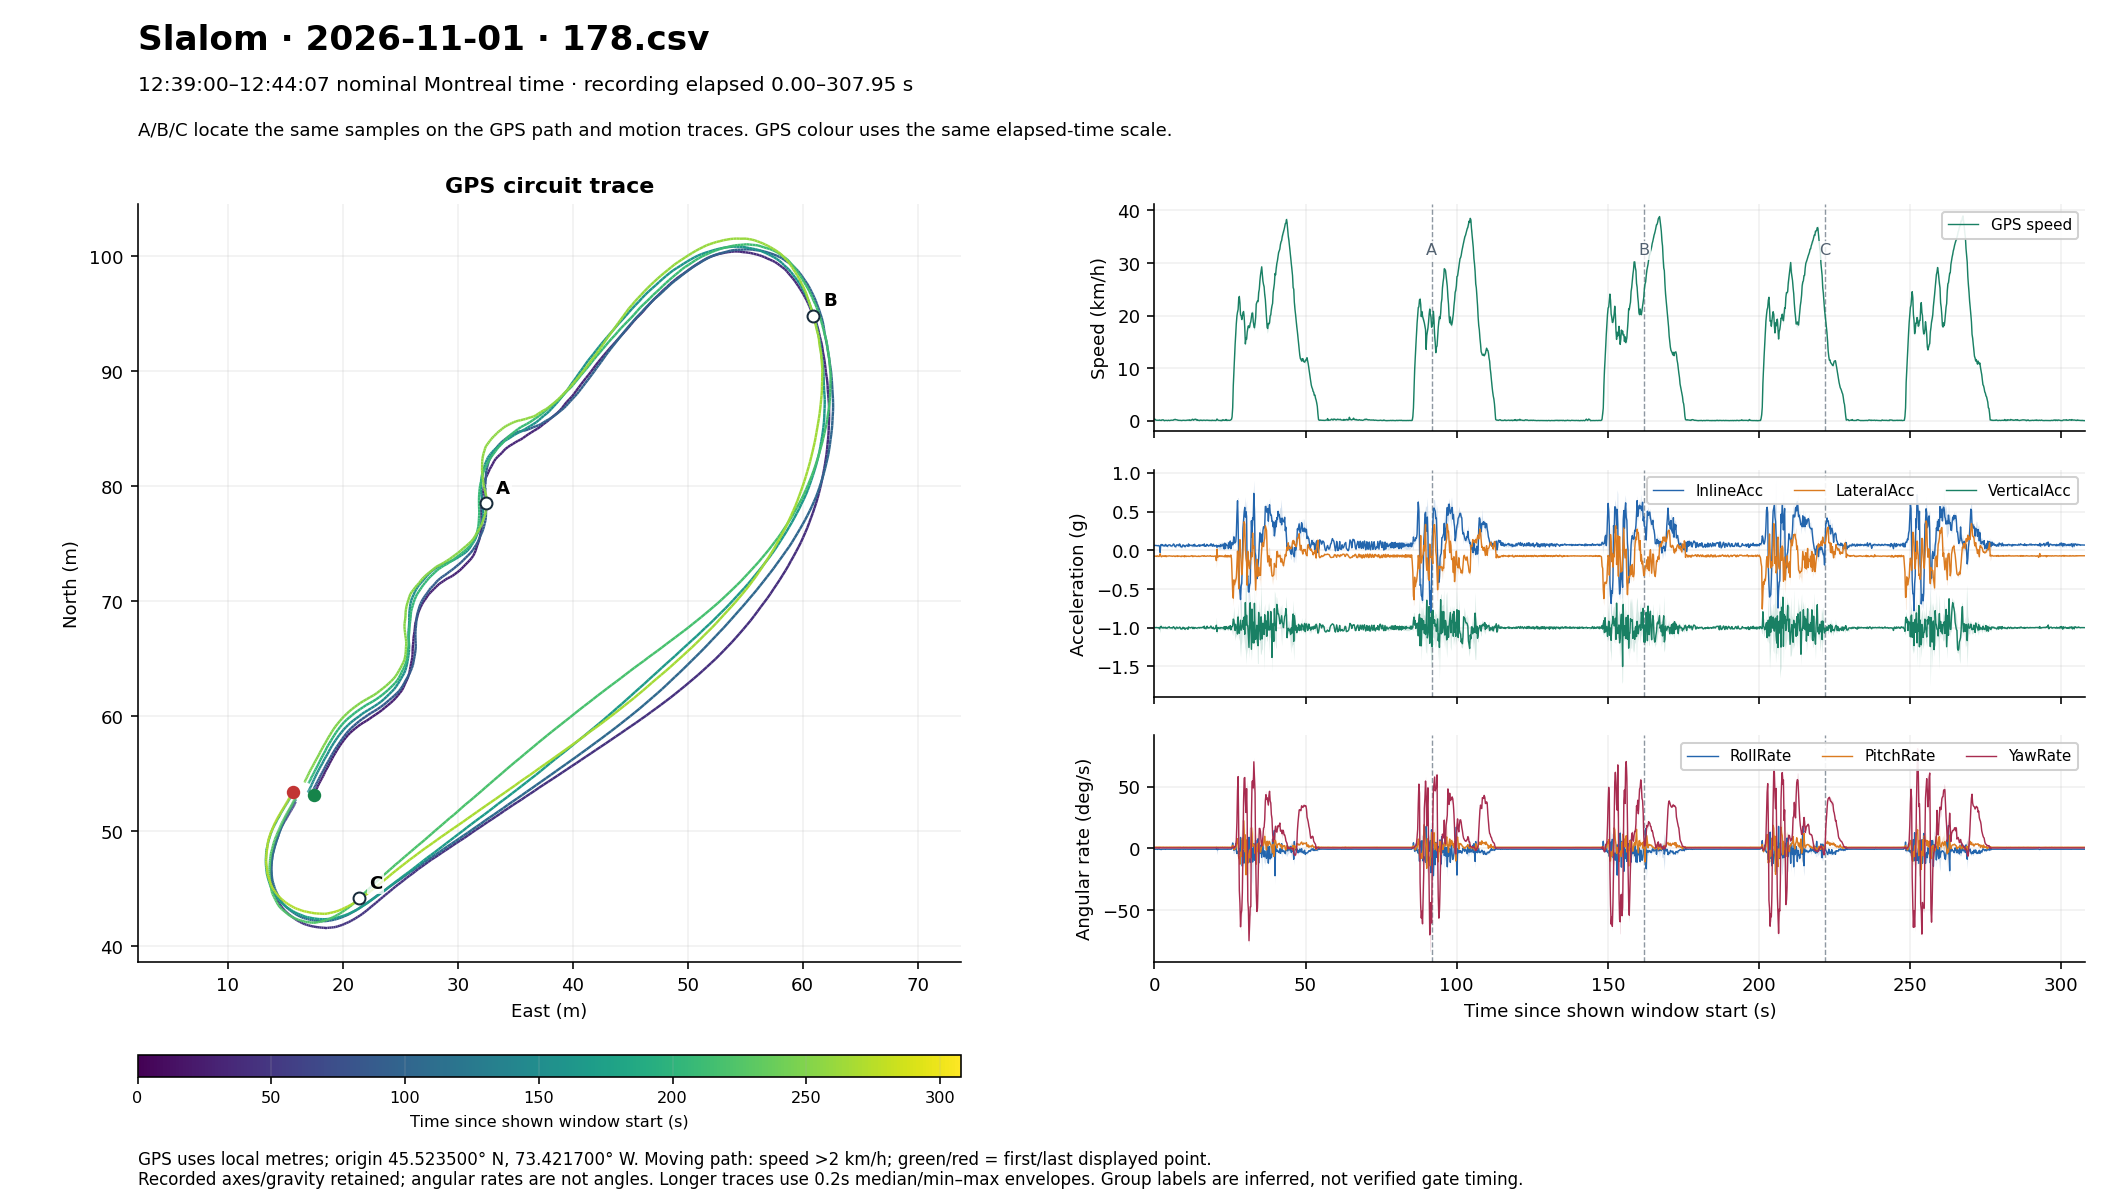 Slalom · 2026-11-01 · 178.csv
12:39:00–12:44:07 nominal Montreal time · recording elapsed 0.00–307.95 s
A/B/C locate the same samples on the GPS path and motion traces. GPS colour uses the same elapsed-time scale.
GPS circuit trace
100
90
80
70
60
50
40
North (m)
10
20
30
40
50
60
70
East (m)
A
B
C
0
50
100
150
200
250
300
Time since shown window start (s)
40
30
20
10
0
Speed (km/h)
A
B
C
GPS speed
1.0
0.5
0.0
−0.5
−1.0
−1.5
Acceleration (g)
InlineAcc
LateralAcc
VerticalAcc
50
0
−50
Angular rate (deg/s)
RollRate
PitchRate
YawRate
0
50
100
150
200
250
300
Time since shown window start (s)
GPS uses local metres; origin 45.523500° N, 73.421700° W. Moving path: speed >2 km/h; green/red = first/last displayed point.
Recorded axes/gravity retained; angular rates are not angles. Longer traces use 0.2s median/min–max envelopes. Group labels are inferred, not verified gate timing.